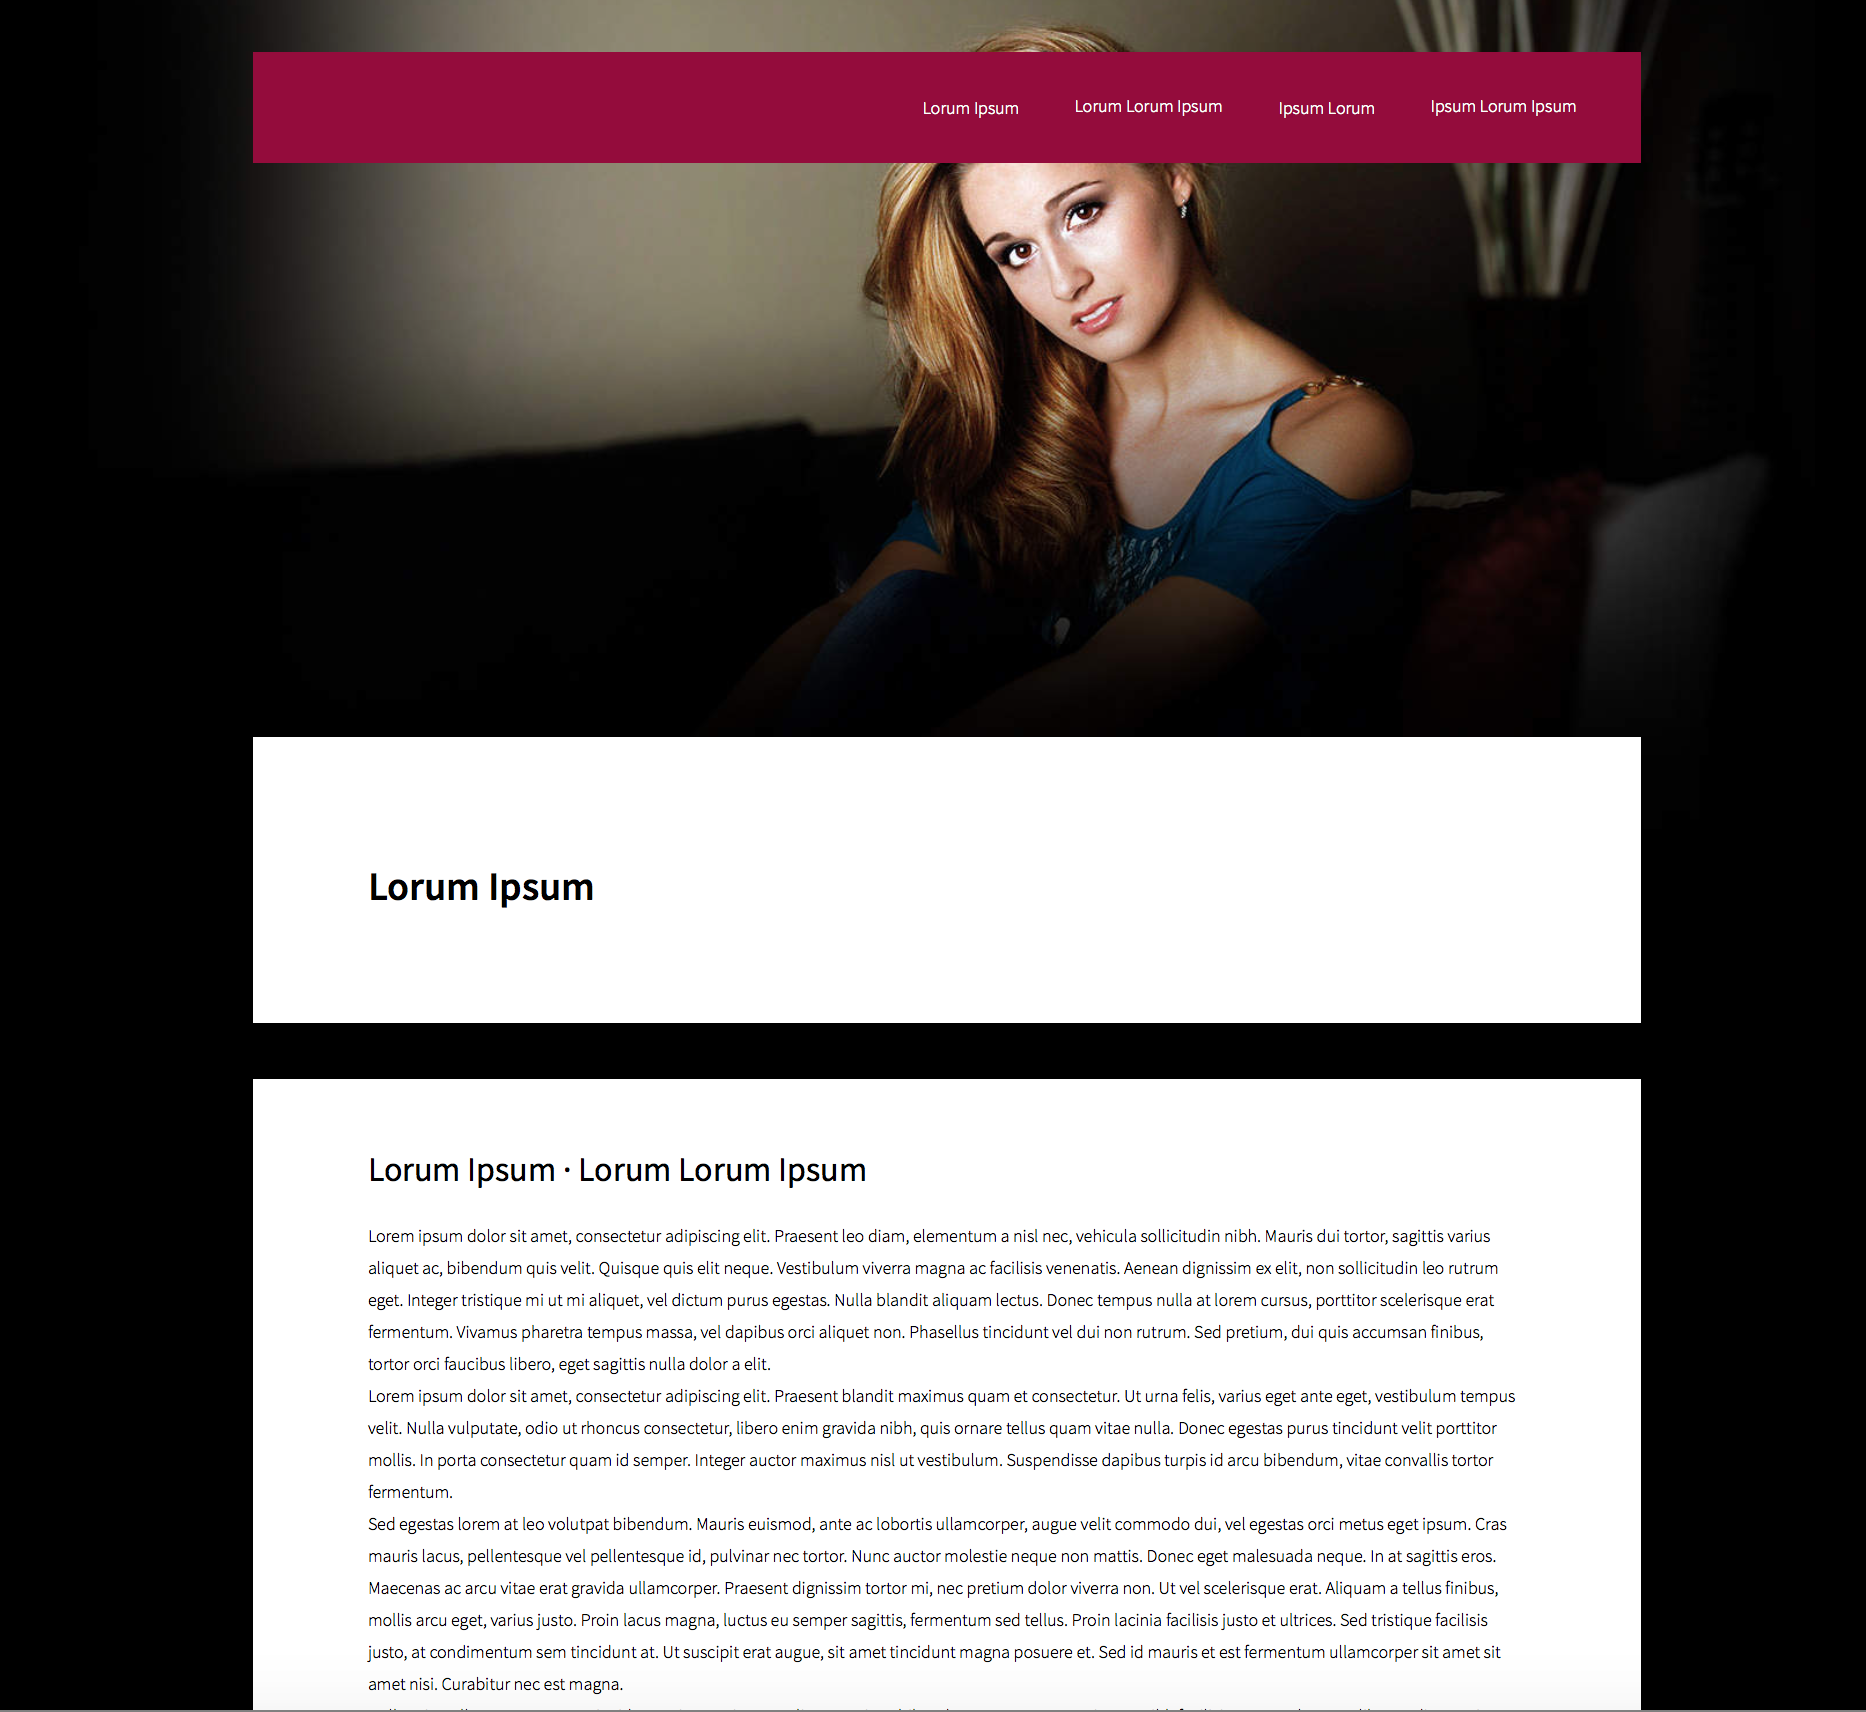 Lorum Ipsum Lorum Lorum Ipsum Ipsum Lorum Ipsum Lorum Ipsum
Lorum Ipsum
Lorum Ipsum · Lorum Lorum Ipsum
Lorem ipsum dolor sit amet, consectetur adipiscing elit. Praesent leo diam, elementum a nisl nec, vehicula sollicitudin nibh. Mauris dui tortor, sagittis varius
aliquet ac, bibendum quis velit. Quisque quis elit neque. Vestibulum viverra magna ac facilisis venenatis. Aenean dignissim ex elit, non sollicitudin leo rutrum
eget. Integer tristique mi ut mi aliquet, vel dictum purus egestas. Nulla blandit aliquam lectus. Donec tempus nulla at lorem cursus, porttitor scelerisque erat
fermentum. Vivamus pharetra tempus massa, vel dapibus orci aliquet non. Phasellus tincidunt vel dui non rutrum. Sed pretium, dui quis accumsan finibus,
tortor orci faucibus libero, eget sagittis nulla dolor a elit.
Lorem ipsum dolor sit amet, consectetur adipiscing elit. Praesent blandit maximus quam et consectetur. Ut urna felis, varius eget ante eget, vestibulum tempus
velit. Nulla vulputate, odio ut rhoncus consectetur, libero enim gravida nibh, quis ornare tellus quam vitae nulla. Donec egestas purus tincidunt velit porttitor
mollis. In porta consectetur quam id semper. Integer auctor maximus nisl ut vestibulum. Suspendisse dapibus turpis id arcu bibendum, vitae convallis tortor
fermentum.
Sed egestas lorem at leo volutpat bibendum. Mauris euismod, ante ac lobortis ullamcorper, augue velit commodo dui, vel egestas orci metus eget ipsum. Cras
mauris lacus, pellentesque vel pellentesque id, pulvinar nec tortor. Nunc auctor molestie neque non mattis. Donec eget malesuada neque. In at sagittis eros.
Maecenas ac arcu vitae erat gravida ullamcorper. Praesent dignissim tortor mi, nec pretium dolor viverra non. Ut vel scelerisque erat. Aliquam a tellus finibus,
mollis arcu eget, varius justo. Proin lacus magna, luctus eu semper sagittis, fermentum sed tellus. Proin lacinia facilisis justo et ultrices. Sed tristique facilisis
justo, at condimentum sem tincidunt at. Ut suscipit erat augue, sit amet tincidunt magna posuere et. Sed id mauris et est fermentum ullamcorper sit amet sit
amet nisi. Curabitur nec est magna.